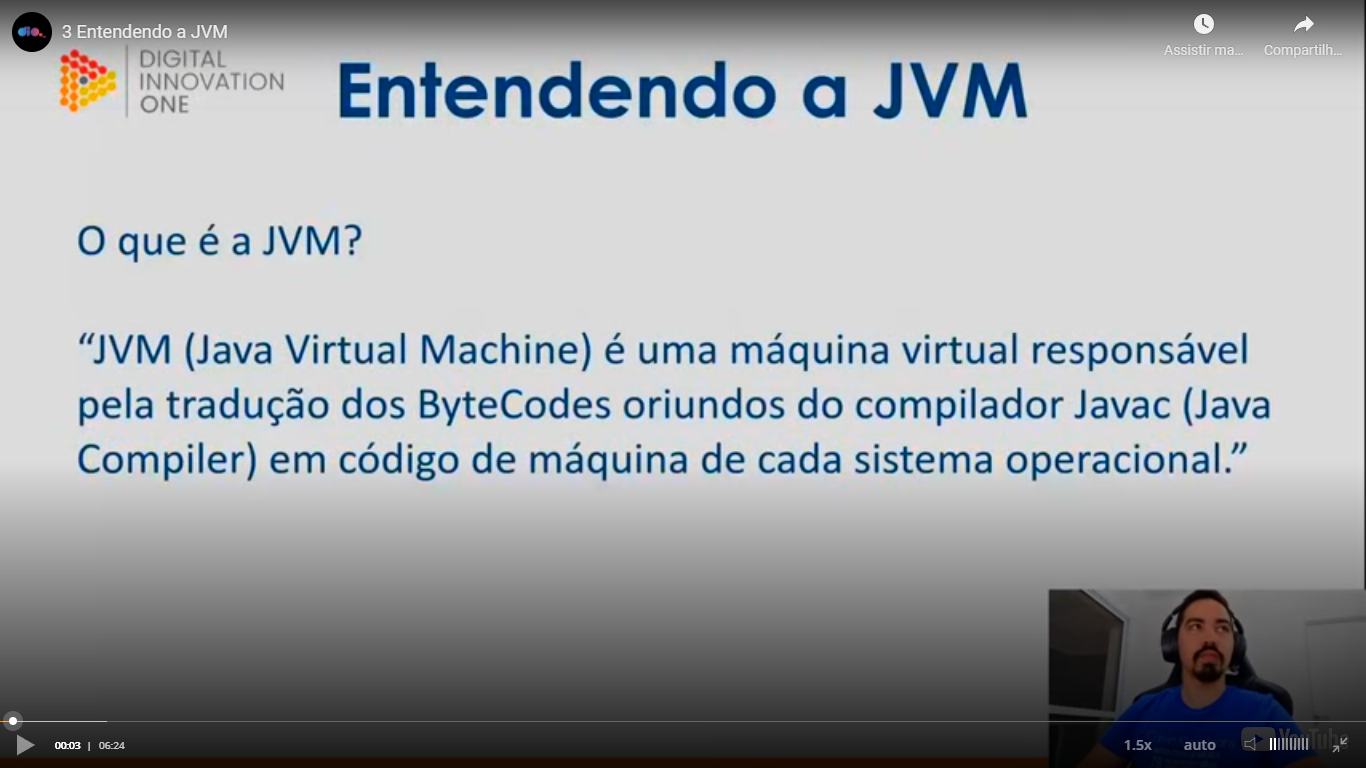 3 Entendendo a JVM
Assistir ma...
Compartilh...
DIGITAL
INNOVATION
ONE
Entendendo a JVM
O que é a JVM?
“JVM (Java Virtual Machine) é uma máquina virtual responsável
pela tradução dos ByteCodes oriundos do compilador Javac (Java
Compiler) em código de máquina de cada sistema operacional.”
00:03 | 06:24
1.5x
auto
YouTube